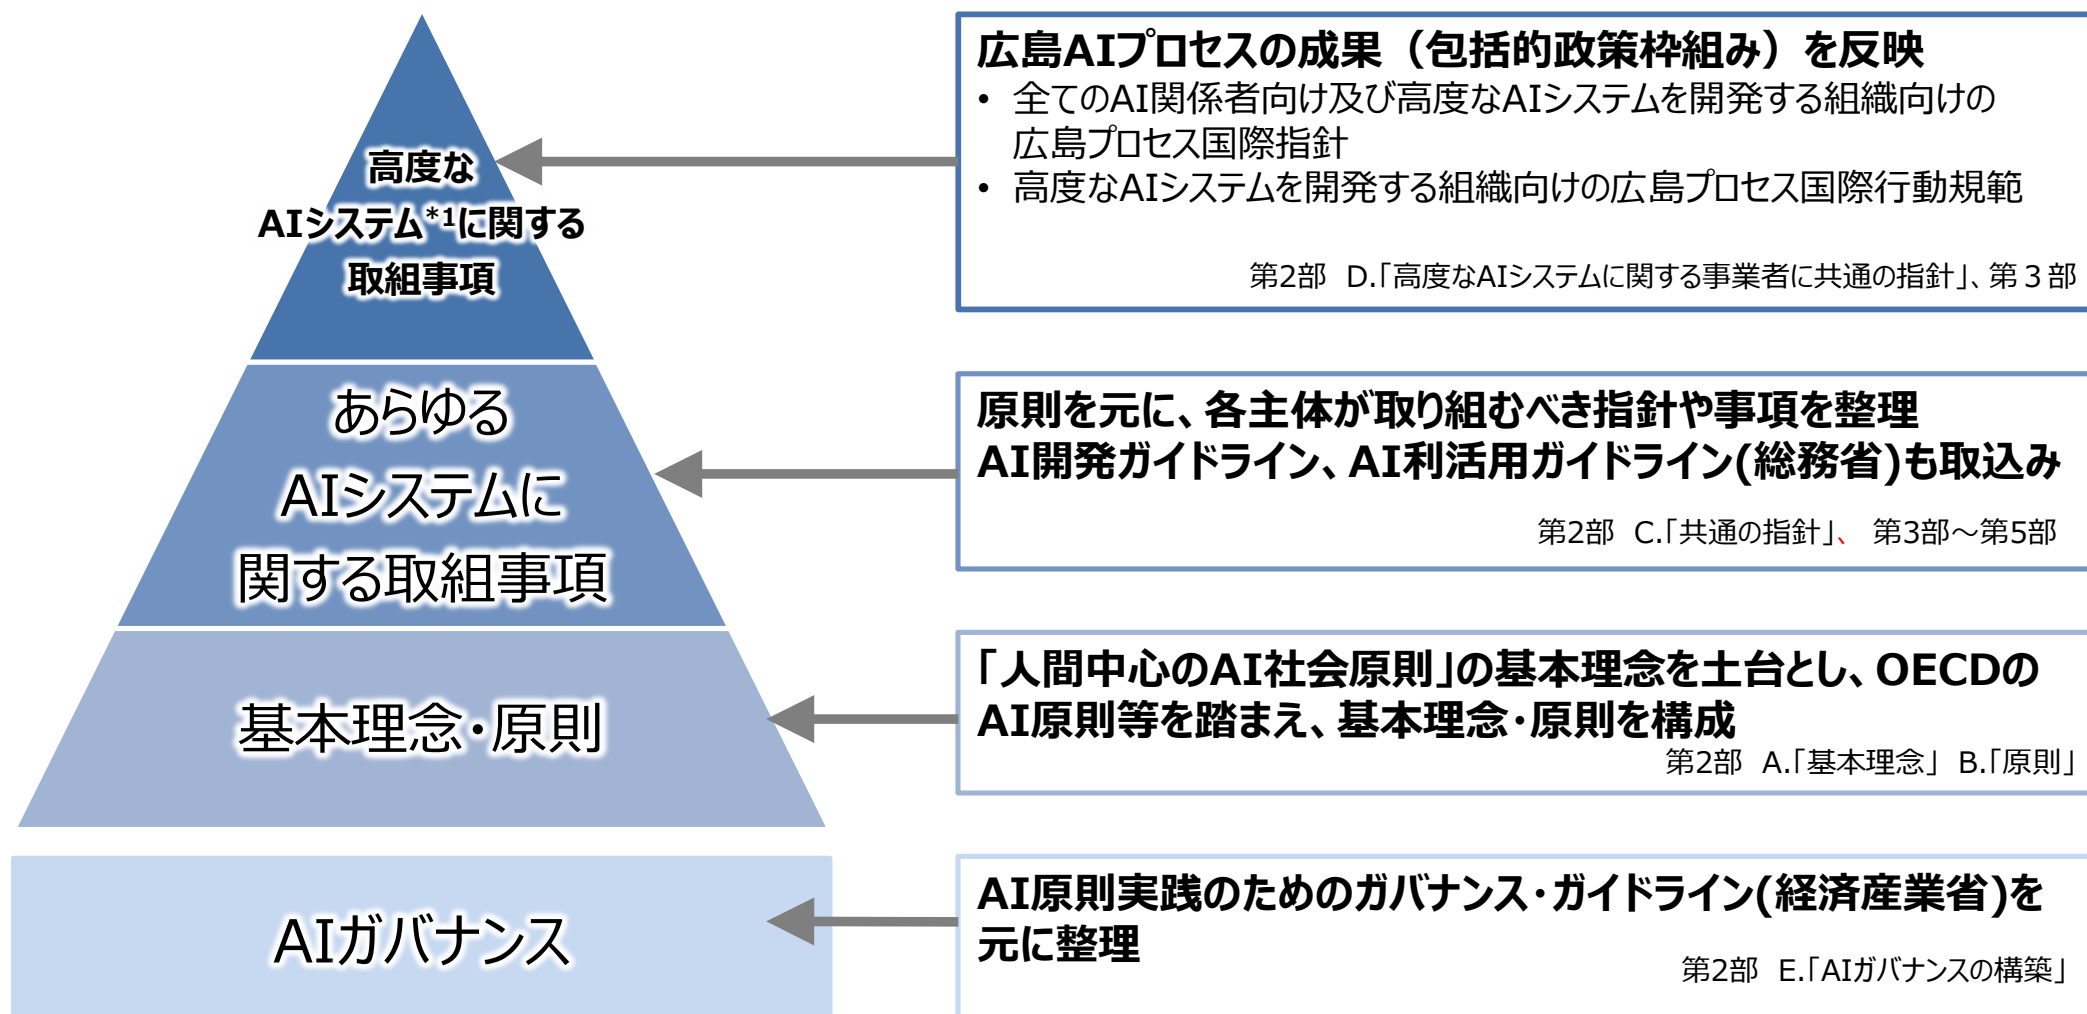 高度な
AIシステム*1に関する
取組事項
広島AIプロセスの成果（包括的政策枠組み）を反映
• 全てのAI関係者向け及び高度なAIシステムを開発する組織向けの
広島プロセス国際指針
• 高度なAIシステムを開発する組織向けの広島プロセス国際行動規範
第2部 D.「高度なAIシステムに関する事業者に共通の指針」、第３部
あらゆる
AIシステムに
関する取組事項
原則を元に、各主体が取り組むべき指針や事項を整理
AI開発ガイドライン、AI利活用ガイドライン(総務省)も取込み
第2部 C.「共通の指針」、 第3部～第5部
基本理念・原則
「人間中心のAI社会原則」の基本理念を土台とし、OECDの
AI原則等を踏まえ、基本理念・原則を構成
第2部 A.「基本理念」 B.「原則」
AIガバナンス
AI原則実践のためのガバナンス・ガイドライン(経済産業省)を
元に整理
第2部 E.「AIガバナンスの構築」